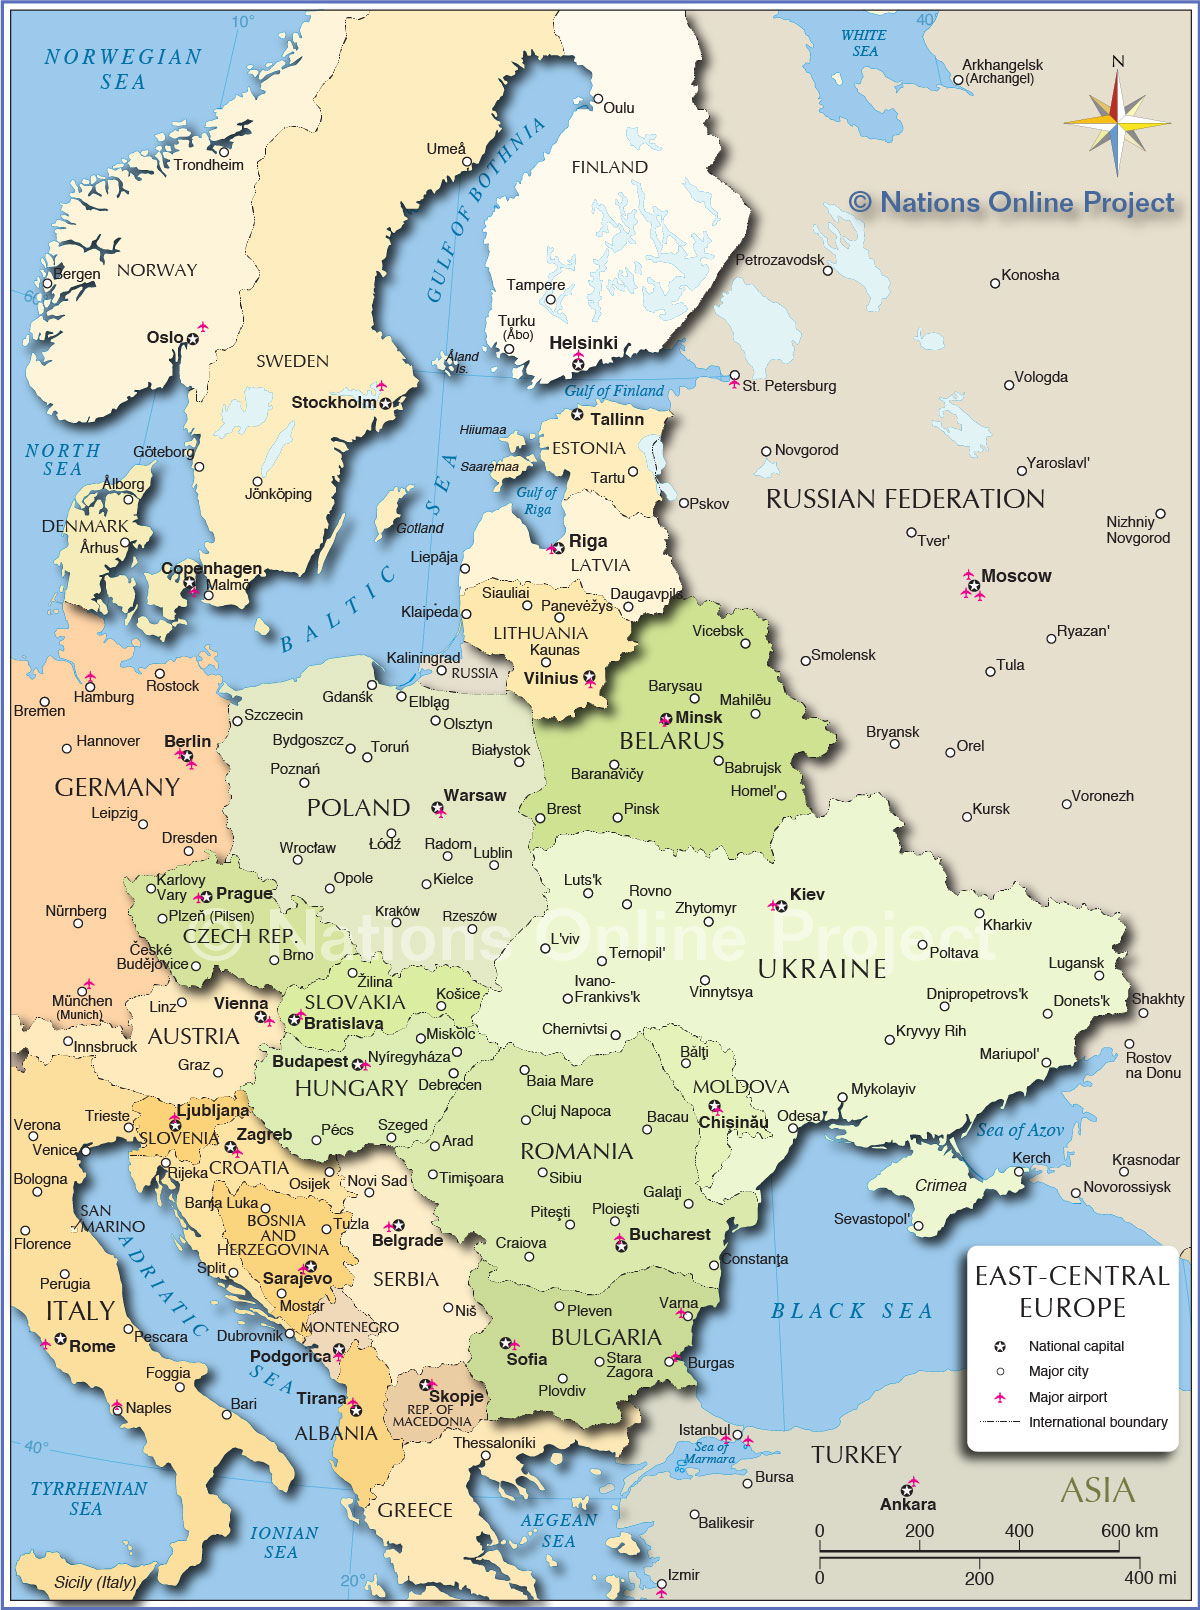 10°
40°
NORWEGIAN
SEA
WHITE
SEA
Arkhangelsk
(Archangel)
N
Oulu
GULF OF BOTHNIA
Umeå
Trondheim
FINLAND
© Nations Online Project
Bergen
NORWAY
60
Petrozavodsk
Konosha
Tampere
Turku
(Åbo)
Helsinki
Oslo
SWEDEN
Åland
Is.
Gulf of Finland
St. Petersburg
Vologda
Stockholm
Tallinn
Hiiumaa
ESTONIA
NORTH
SEA
Göteborg
Saaremaa
Novgorod
Yaroslavl'
Ålborg
Jönköping
Tartu
Gulf of
Riga
Pskov
RUSSIAN FEDERATION
DENMARK
Gotland
Nizhniy
Novgorod
Århus
Riga
Tver'
Liepāja
LATVIA
Copenhagen
Malmö
Moscow
BALTIC SEA
Siauliai
Panevėžys
Daugavpils
Klaipėda
LITHUANIA
Vicebsk
Ryazan'
Kaliningrad
Kaunas
Smolensk
Tula
RUSSIA
Vilnius
Hamburg
Rostock
Gdańsk
Elbląg
Barysau
Mahilëu
Bremen
Szczecin
Olsztyn
Minsk
Bryansk
Hannover
Berlin
Bydgoszcz
Toruń
Białystok
BELARUS
Orel
Poznań
Baranavičy
Babrujsk
GERMANY
POLAND
Warsaw
Homel'
Voronezh
Leipzig
Brest
Pinsk
Kursk
Dresden
Wrocław
Łódź
Radom
Lublin
Karlovy
Vary
Prague
Opole
Kielce
Luts'k
Rovno
Kiev
Nürnberg
Plzeň (Pilsen)
Kraków
Rzeszów
Zhytomyr
Kharkiv
© Nations Online Project
CZECH REP.
L'viv
Poltava
České
Budějovice
Brno
Ternopil'
UKRAINE
Lugansk
Žilina
Ivano-
Frankivs'k
Vinnytsya
München
(Munich)
Linz
Vienna
SLOVAKIA
Košice
Dnipropetrovs'k
Donets'k
Shakhty
Bratislava
AUSTRIA
Miskolc
Chernivtsi
Kryvyy Rih
Innsbruck
Budapest
Nyíregyháza
Bălţi
Mariupol'
Rostov
na Donu
Graz
HUNGARY
Debrecen
Baia Mare
MOLDOVA
Mykolayiv
Trieste
Ljubljana
Cluj Napoca
Bacau
Chisinău
Odesa
Verona
SLOVENIA
Zagreb
Pécs
Szeged
Arad
ROMANIA
Sea of Azov
Venice
CROATIA
Kerch
Krasnodar
Bologna
Rijeka
Osijek
Novi Sad
Timişoara
Sibiu
Galaţi
Crimea
Novorossiysk
SAN
MARINO
Banja Luka
BOSNIA
AND
HERZEGOVINA
Tuzla
Piteşti
Ploieşti
Sevastopol'
Florence
Belgrade
Craiova
Bucharest
ADRIATIC
SEA
Split
Sarajevo
SERBIA
Constanţa
Perugia
Mostar
Niš
Pleven
Varna
ITALY
Pescara
Dubrovnik
MONTENEGRO
BULGARIA
BLACK SEA
Rome
Podgorica
Sofia
Stara
Zagora
Burgas
Foggia
Skopje
Plovdiv
Naples
Bari
Tirana
REP. OF
MACEDONIA
ALBANIA
Thessaloníki
Istanbul
Sea of
Marmara
TURKEY
40°
Bursa
ASIA
TYRRHENIAN
SEA
GREECE
Ankara
IONIAN
SEA
AEGEAN
SEA
Balikesir
Sicily (Italy)
20°
Izmir
EAST-CENTRAL
EUROPE
National capital
Major city
Major airport
International boundary
0 200 400 600 km
0 200 400 mi